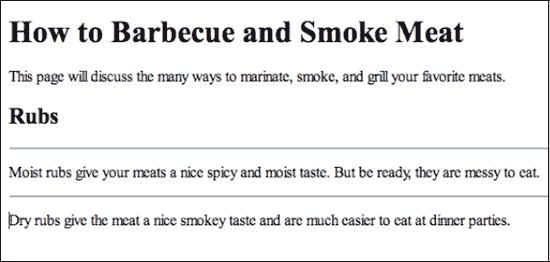 How to Barbecue and Smoke Meat
This page will discuss the many ways to marinate, smoke, and grill your favorite meats.
Rubs
Moist rubs give your meats a nice spicy and moist taste. But be ready, they are messy to eat.
Dry rubs give the meat a nice smokey taste and are much easier to eat at dinner parties.